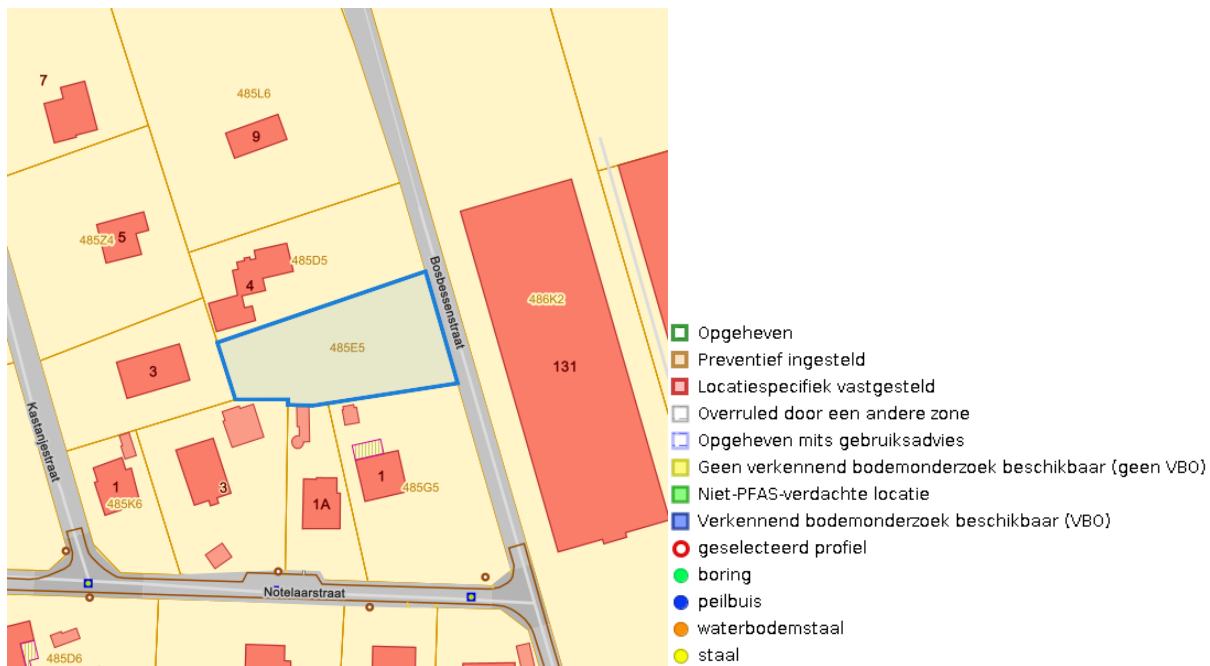 7
485L6
9
485Z4
5
485D5
4
Bosbessenstraat
486K2
485E5
131
3
Kastanjestraat
1
485K6
3
1A
1
485G5
Notelaarstraat
485D6
Opgeheven
Preventief ingesteld
Locatiespecifiek vastgesteld
Overruled door een andere zone
Opgeheven mits gebruiksadvies
Geen verkennend bodemonderzoek beschikbaar (geen VBO)
Niet-PFAS-verdachte locatie
Verkennend bodemonderzoek beschikbaar (VBO)
geselecteerd profiel
boring
peilbuis
waterbodemstaal
staal